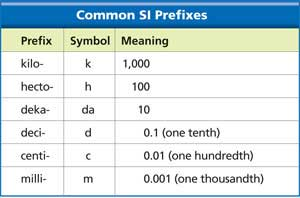 Common SI Prefixes
Prefix Symbol Meaning
kilo- k 1,000
hecto- h 100
deka- da 10
deci- d 0.1 (one tenth)
centi- c 0.01 (one hundredth)
milli- m 0.001 (one thousandth)